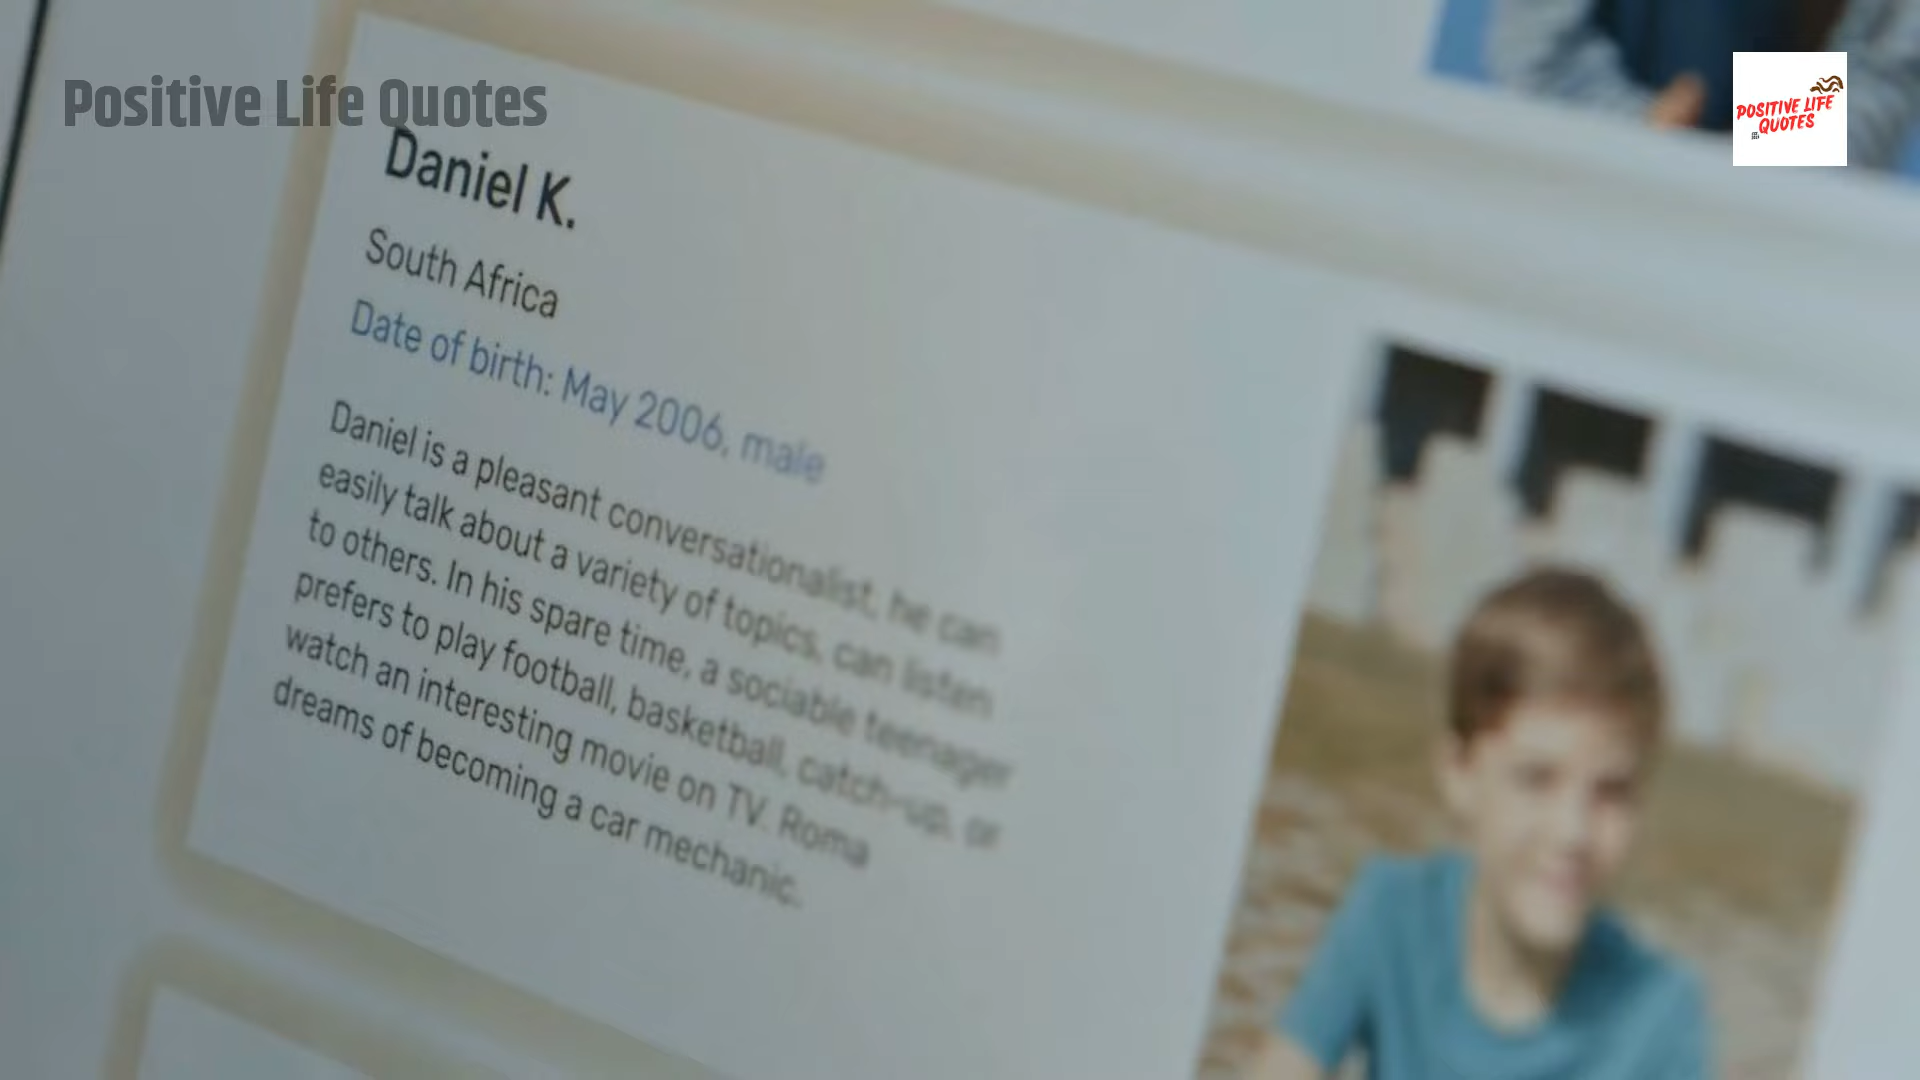 Positive Life Quotes
POSITIVE LIFE
QUOTES
Daniel K.
South Africa
Date of birth: May 2006, male
Daniel is a pleasant conversationalist, he can
easily talk about a variety of topics, can listen
to others. In his spare time, a sociable teenager
prefers to play football, basketball, catch-up, or
watch an interesting movie on TV. Roma
dreams of becoming a car mechanic.